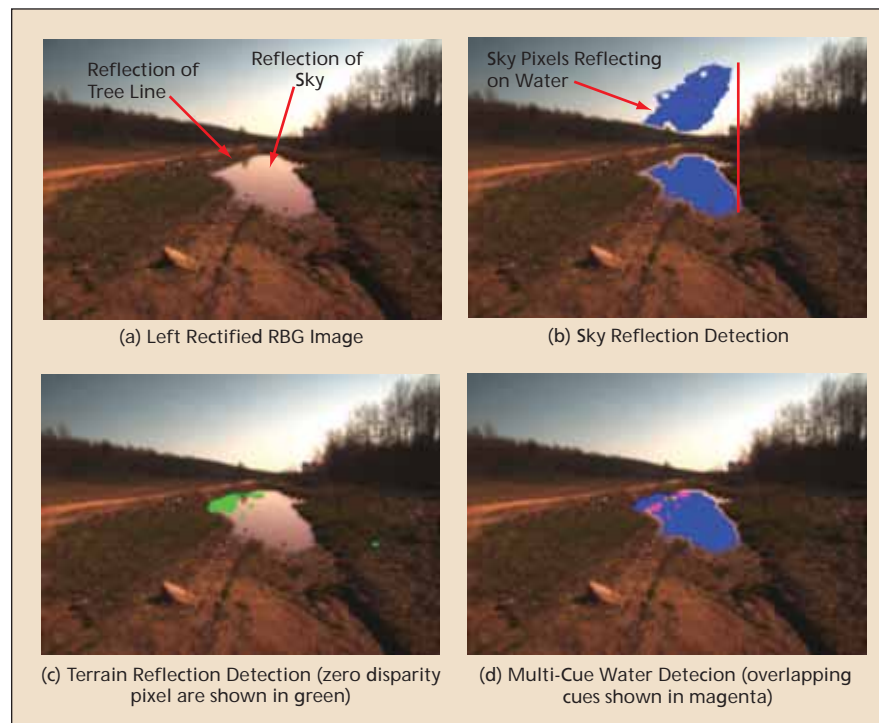 Reflection of
Tree Line
Reflection of
Sky
Sky Pixels Reflecting
on Water
(a) Left Rectified RBG Image
(b) Sky Reflection Detection
(c) Terrain Reflection Detection (zero disparity
pixel are shown in green)
(d) Multi-Cue Water Detecion (overlapping
cues shown in magenta)